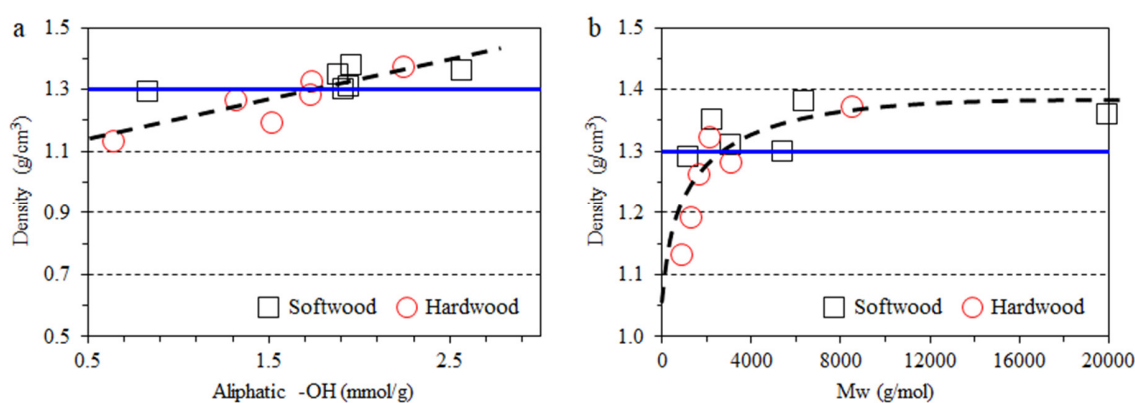 a
1.5
1.3
1.1
0.9
0.7
0.5
Density (g/cm³)
Softwood Hardwood
0.5 1.5 2.5
Aliphatic -OH (mmol/g)
b
1.5
1.4
1.3
1.2
1.1
1.0
Density (g/cm³)
Softwood Hardwood
0 4000 8000 12000 16000 20000
Mw (g/mol)